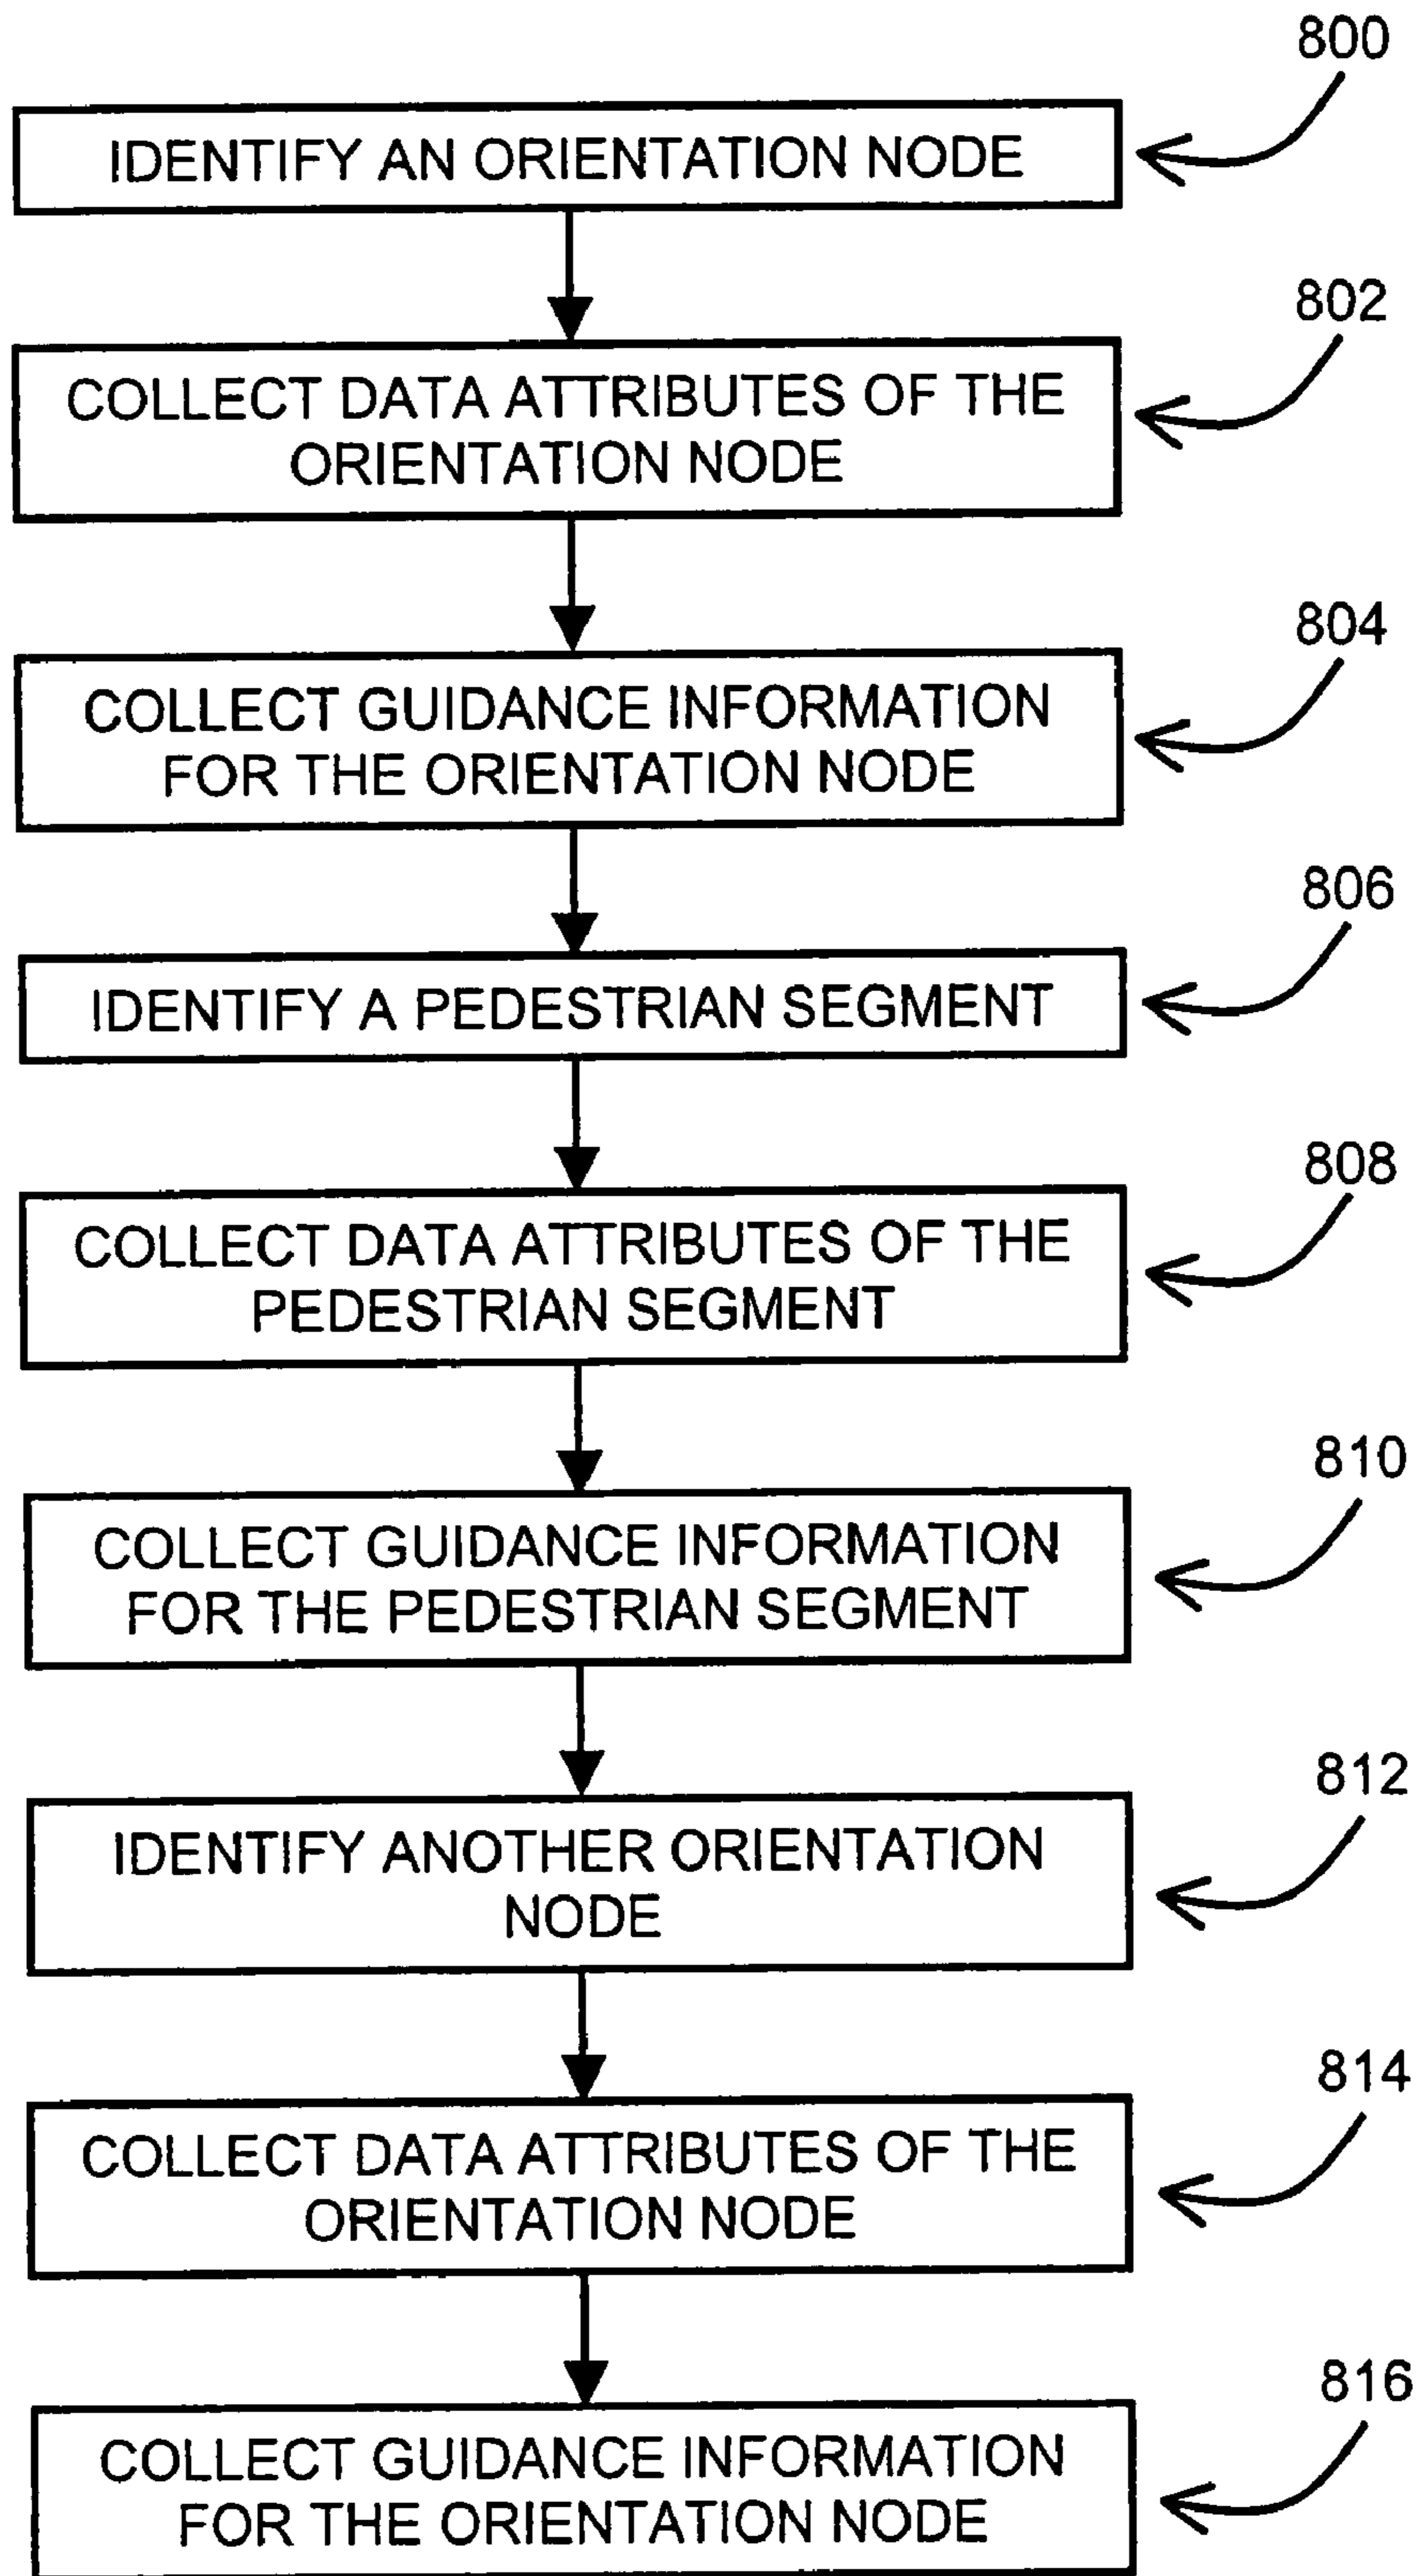 800
IDENTIFY AN ORIENTATION NODE
802
COLLECT DATA ATTRIBUTES OF THE
ORIENTATION NODE
804
COLLECT GUIDANCE INFORMATION
FOR THE ORIENTATION NODE
806
IDENTIFY A PEDESTRIAN SEGMENT
808
COLLECT DATA ATTRIBUTES OF THE
PEDESTRIAN SEGMENT
810
COLLECT GUIDANCE INFORMATION
FOR THE PEDESTRIAN SEGMENT
812
IDENTIFY ANOTHER ORIENTATION
NODE
814
COLLECT DATA ATTRIBUTES OF THE
ORIENTATION NODE
816
COLLECT GUIDANCE INFORMATION
FOR THE ORIENTATION NODE